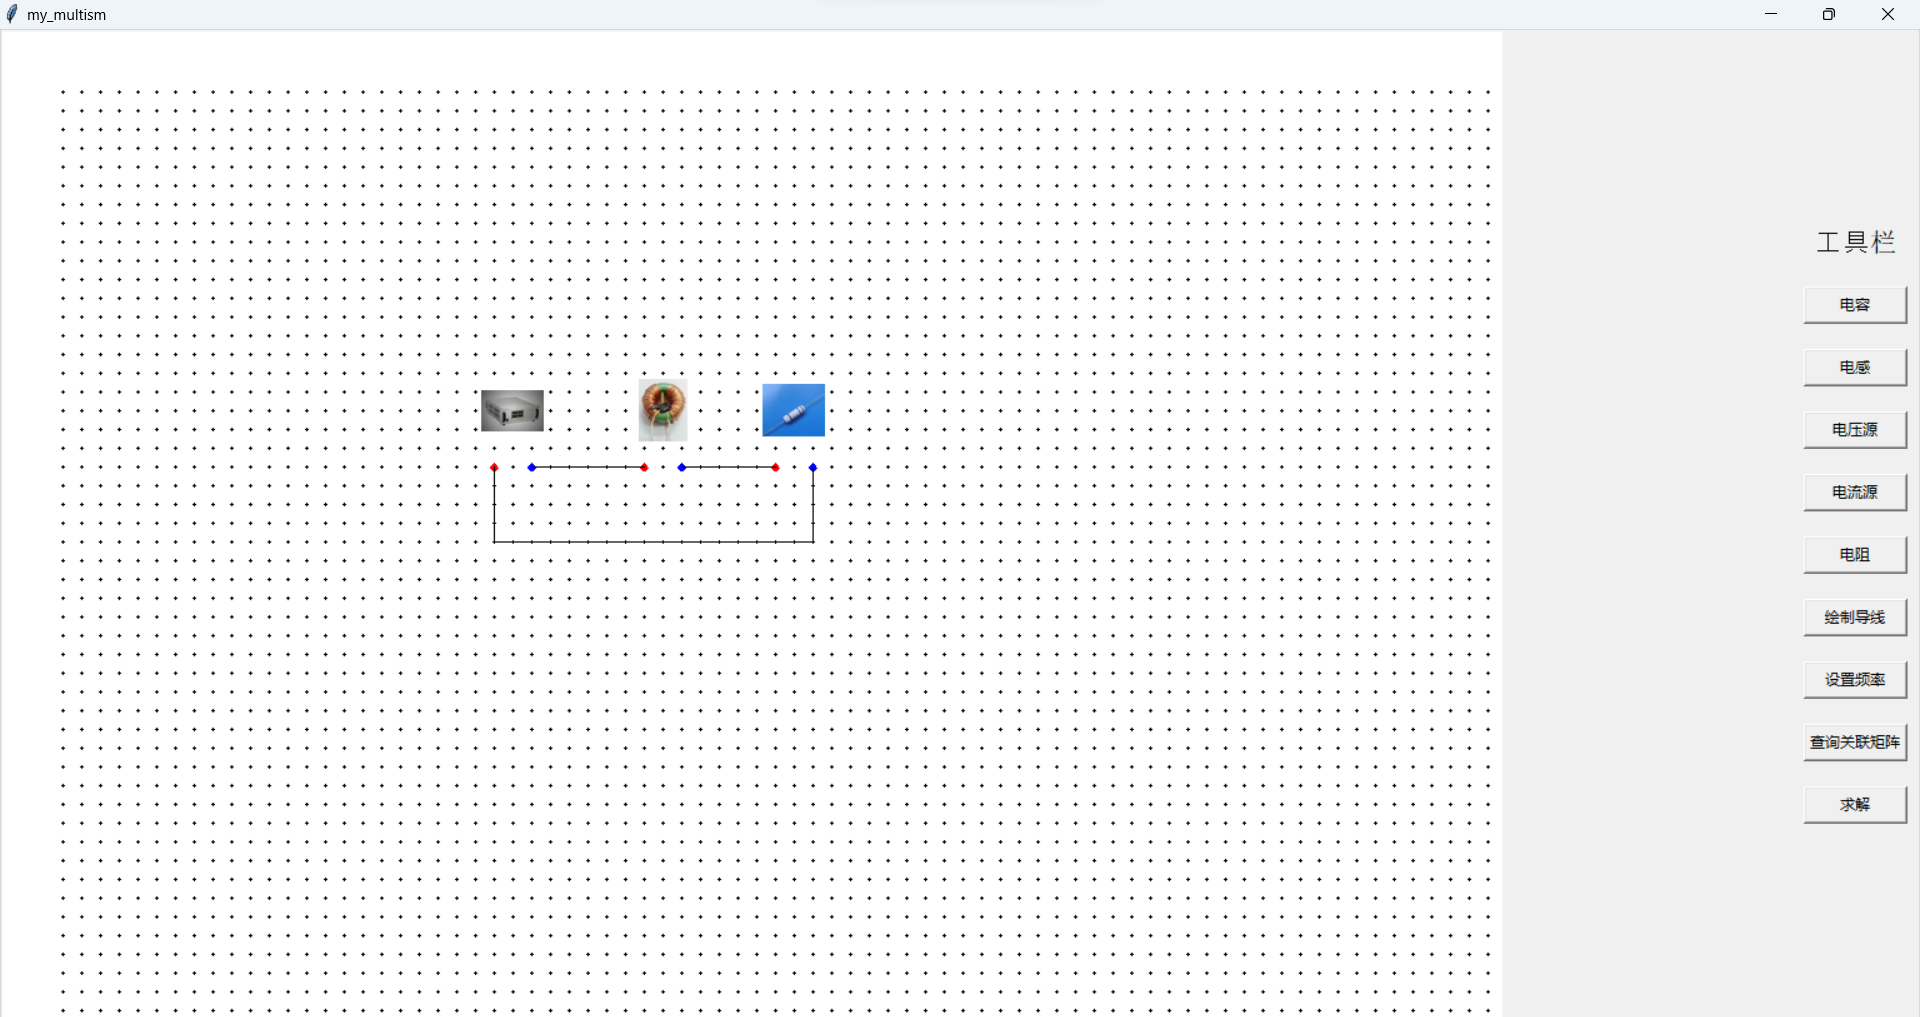 my_multism
工具栏
电容
电感
电压源
电流源
电阻
绘制导线
设置频率
查询关联矩阵
求解